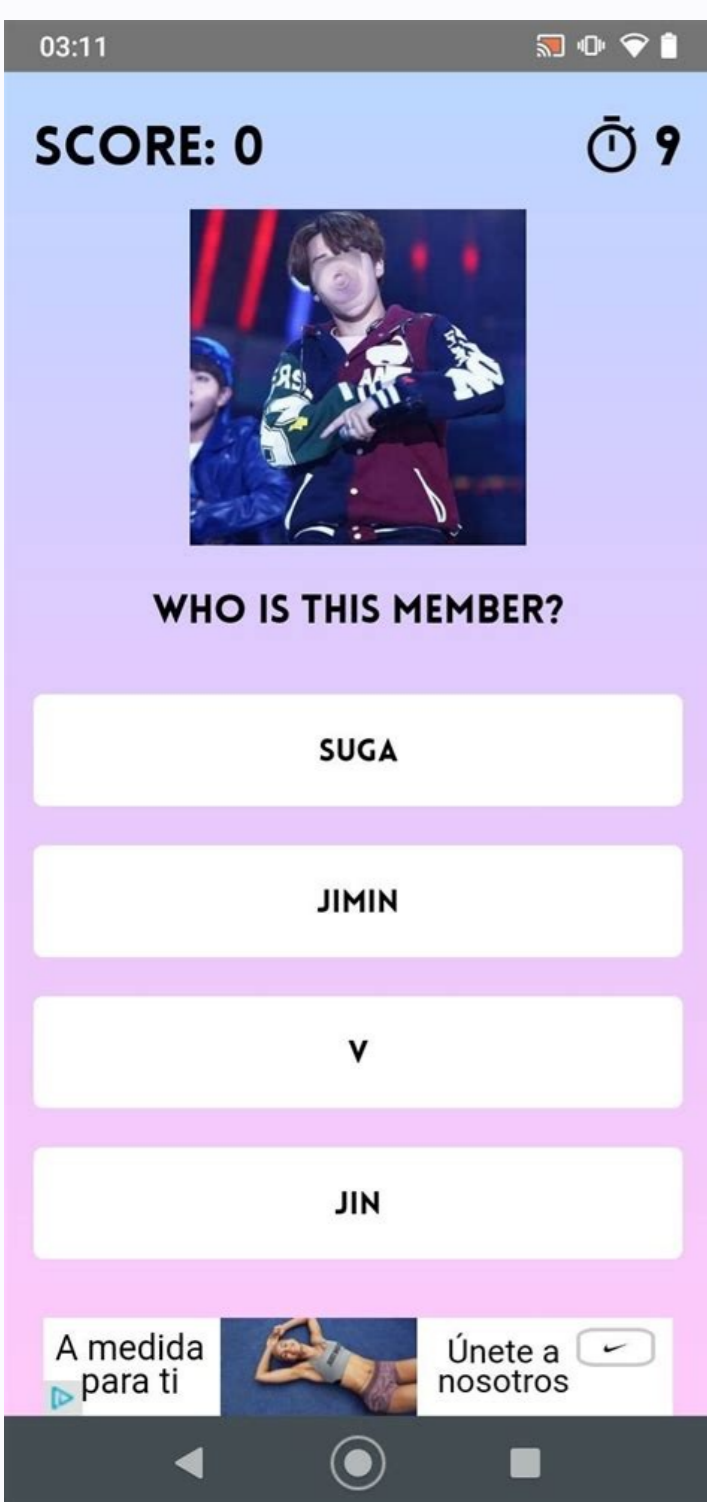 03:11
SCORE: 0
9
WHO IS THIS MEMBER?
SUGA
JIMIN
V
JIN
A medida
para ti
Únete a
nosotros